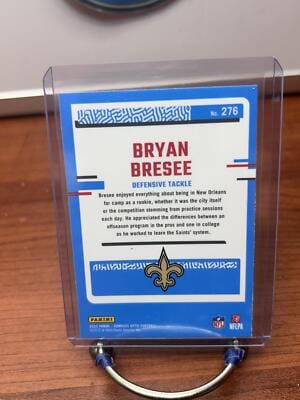 No. 276
BRYAN
BRESEE
DEFENSIVE TACKLE
Bresee enjoyed everything about being in New Orleans
for camp as a rookie, whether it was the city itself
or the competition stemming from practice sessions
each day. He appreciated the differences between an
offseason program in the pros and one in college
as he worked to learn the Saints' system.
PANINI
NFL
NFLPA